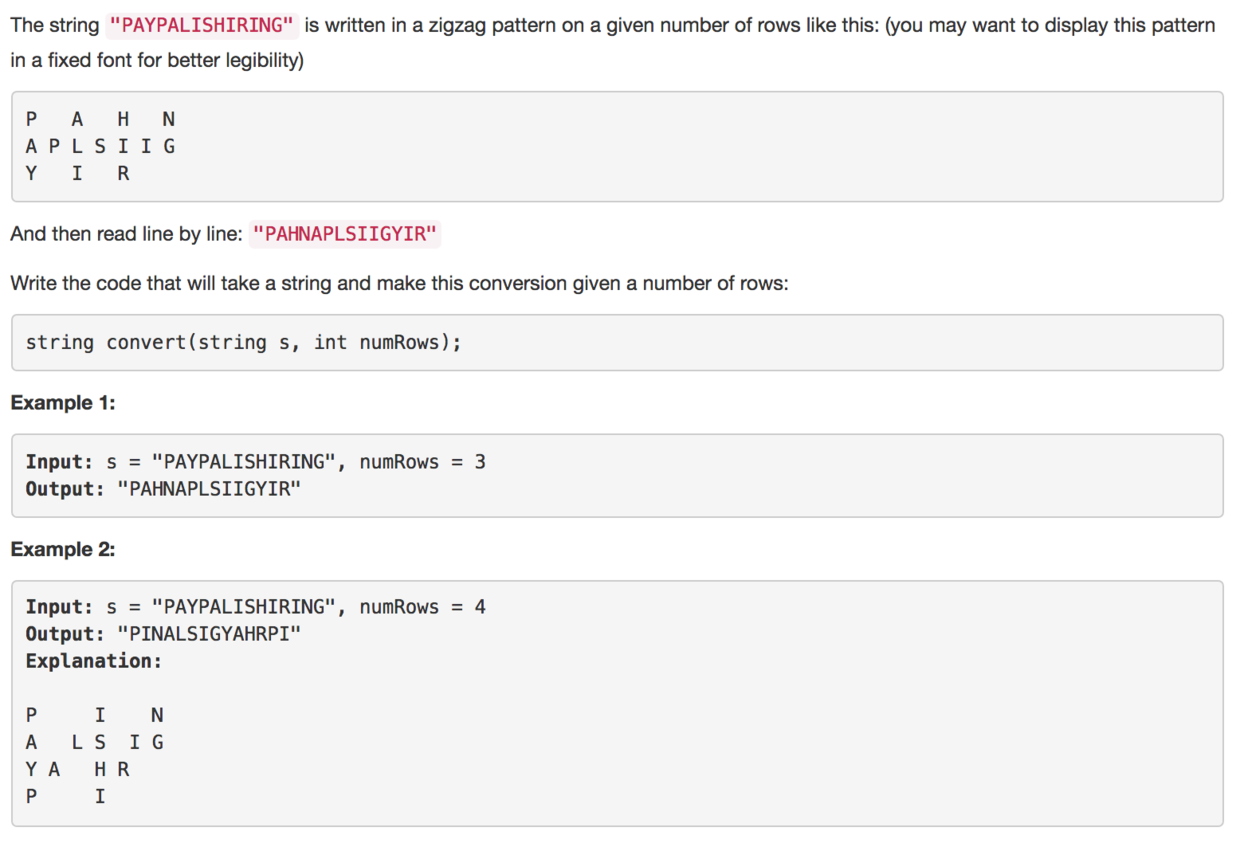 The string "PAYPALISHIRING" is written in a zigzag pattern on a given number of rows like this: (you may want to display this pattern
in a fixed font for better legibility)
P   A   H   N
A P L S I I G
Y   I   R
And then read line by line: "PAHNAPLSIIGYIR"
Write the code that will take a string and make this conversion given a number of rows:
string convert(string s, int numRows);
Example 1:
Input: s = "PAYPALISHIRING", numRows = 3
Output: "PAHNAPLSIIGYIR"
Example 2:
Input: s = "PAYPALISHIRING", numRows = 4
Output: "PINALSIGYAHRPI"
Explanation:
P     I    N
A   L S  I G
Y A   H R
P     I